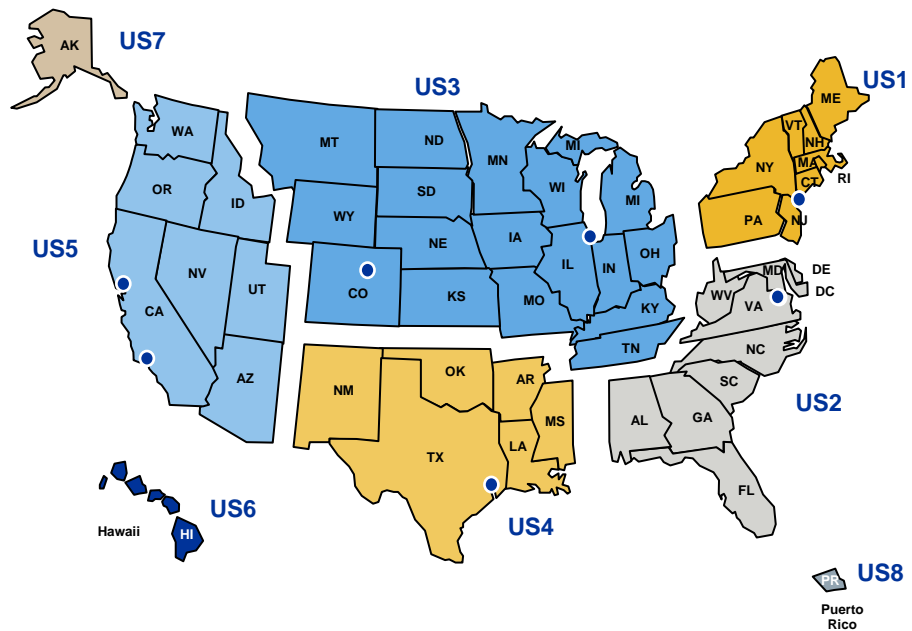 US7
AK
US3
US1
ME
WA
MT
ND
MN
MI
VT
NH
NY
MA
RI
OR
ID
SD
WI
MI
CT
WY
PA
NJ
NE
IA
OH
US5
NV
UT
CO
KS
IL
IN
MD
DE
DC
WV
VA
CA
MO
KY
TN
NC
AZ
NM
OK
AR
SC
US2
MS
AL
GA
TX
LA
FL
US6
US4
Hawaii
HI
PR
US8
Puerto
Rico